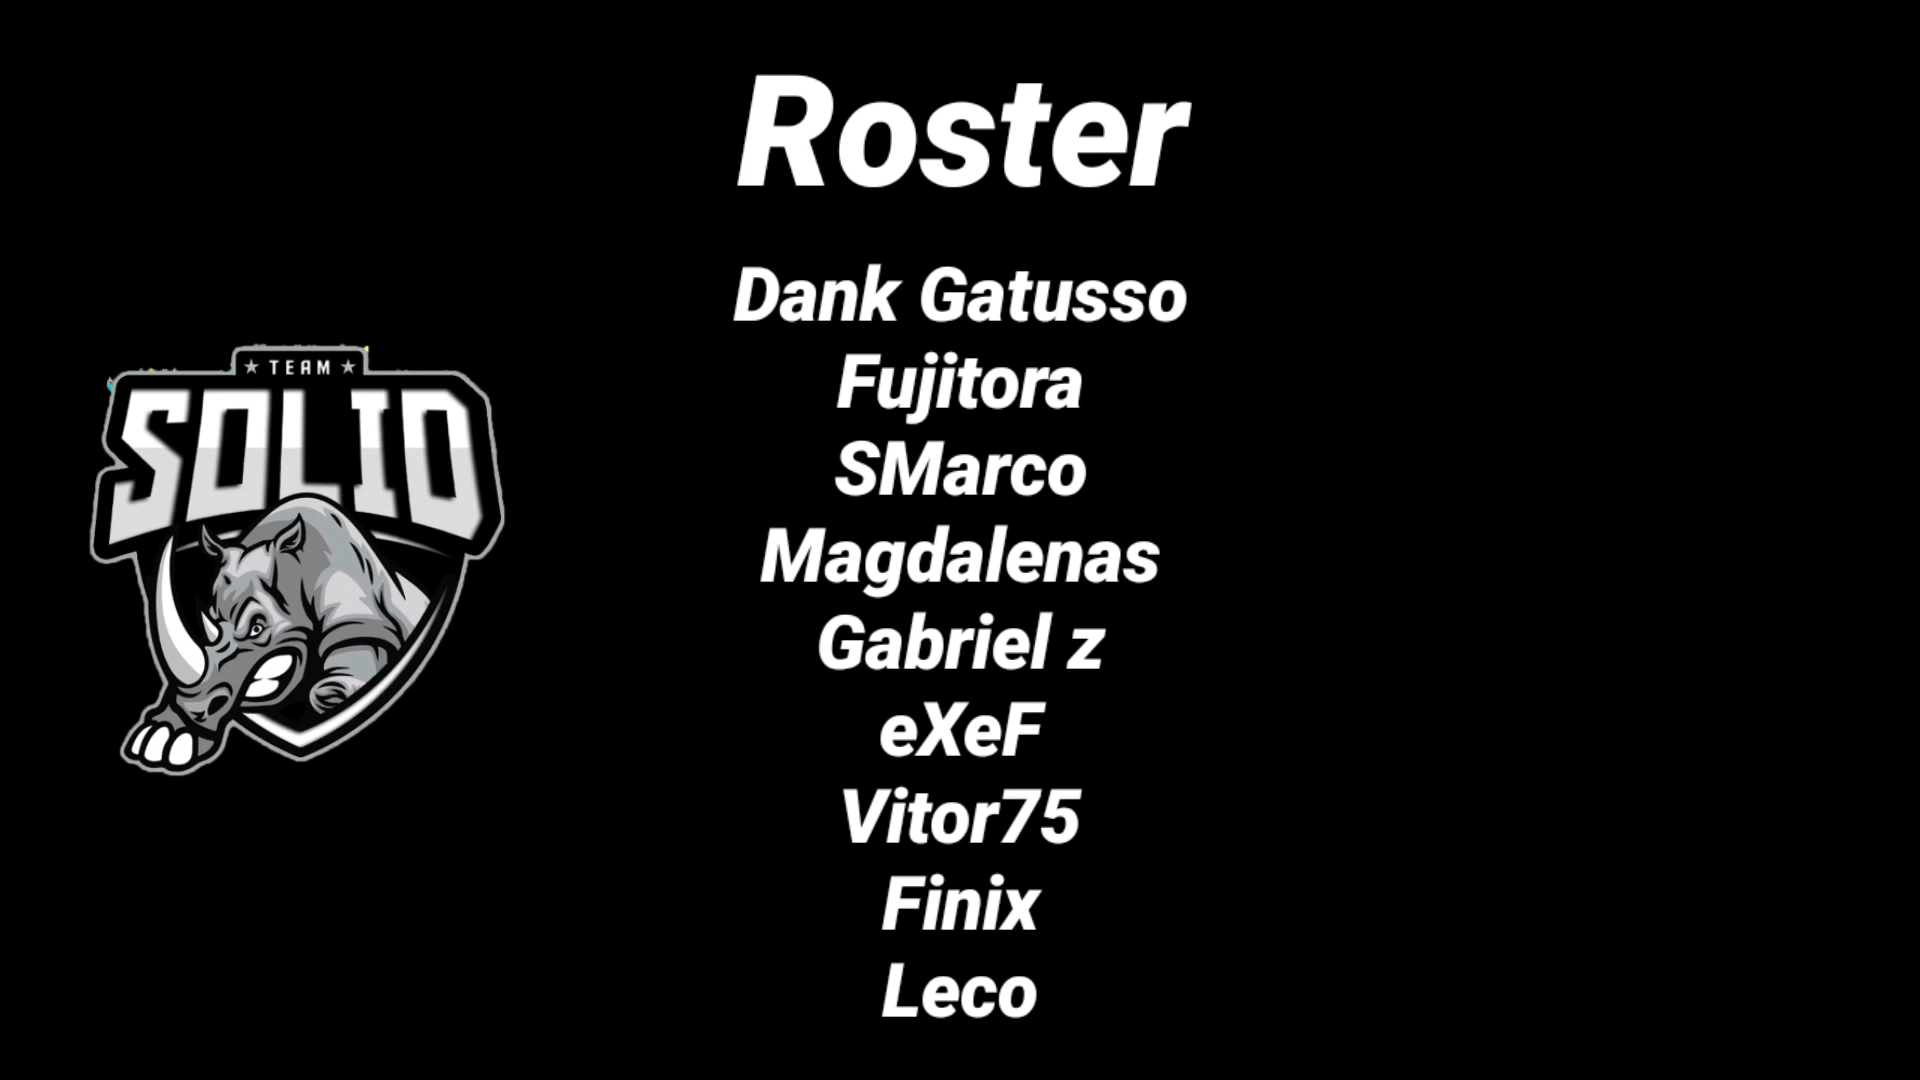 Roster
Dank Gatusso
Fujitora
SMarco
Magdalenas
Gabriel z
eXeF
Vitor75
Finix
Leco
TEAM
SOLID